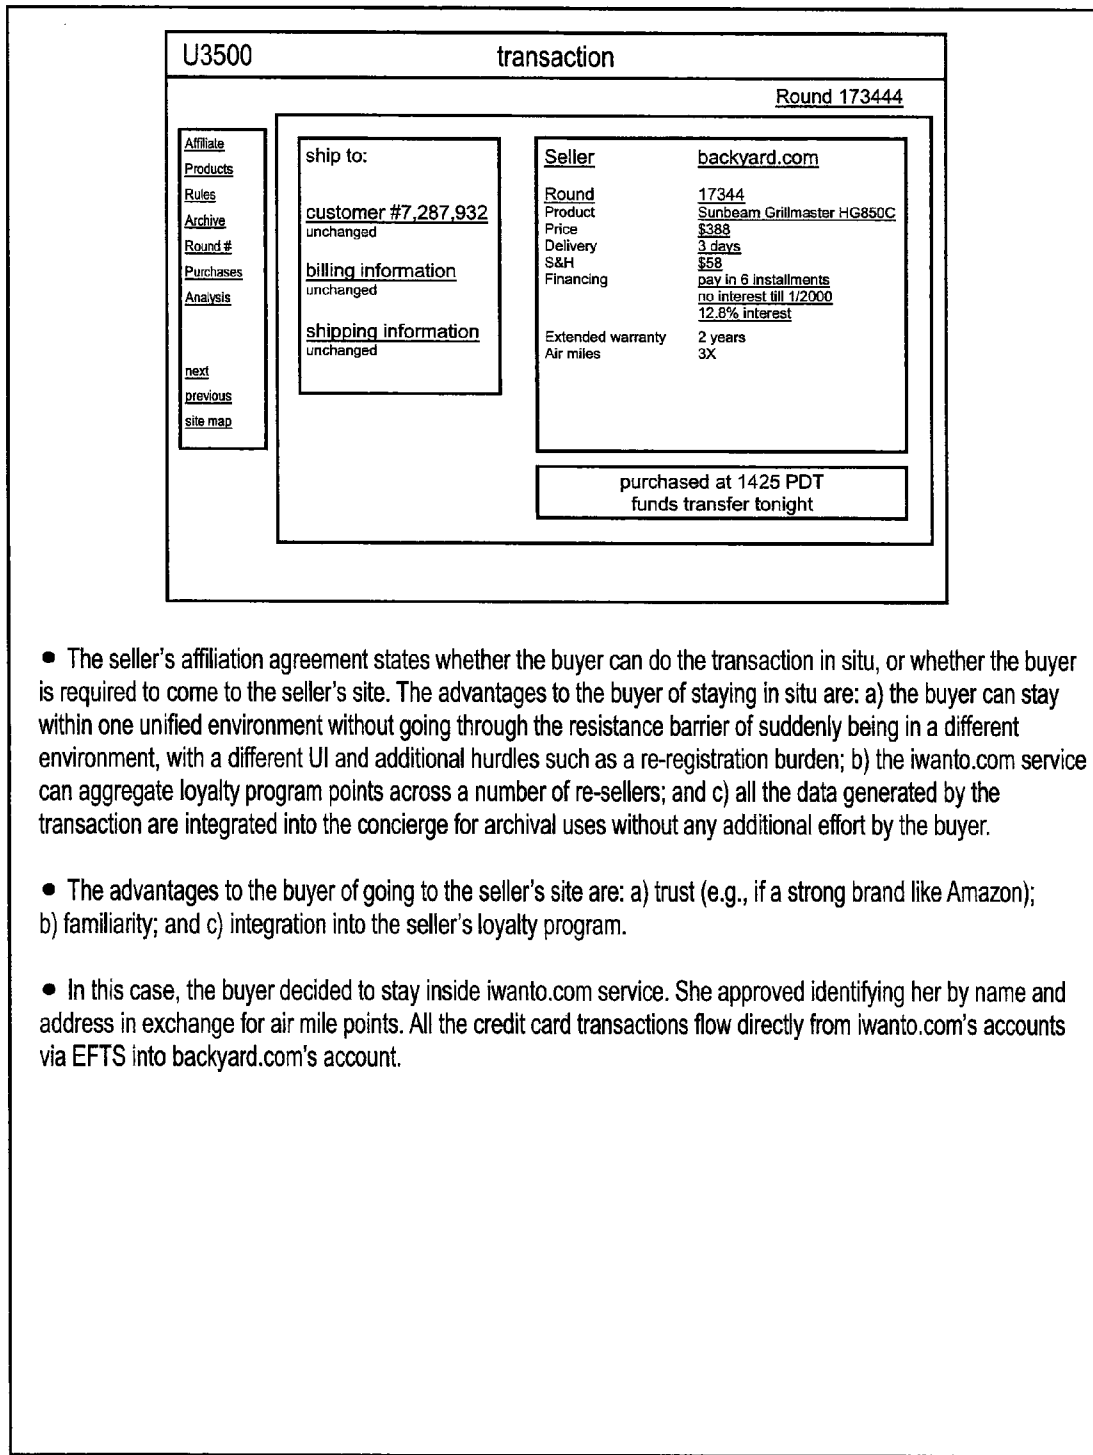 U3500 transaction
Round 173444
Affiliate
Products
Rules
Archive
Round #
Purchases
Analysis
next
previous
site map
ship to:
customer #7,287,932
unchanged
billing information
unchanged
shipping information
unchanged
Seller backyard.com
Round 17344
Product Sunbeam Grillmaster HG850C
Price $388
Delivery 3 days
S&H $58
Financing pay in 6 installments
no interest till 1/2000
12.8% interest
Extended warranty 2 years
Air miles 3X
purchased at 1425 PDT
funds transfer tonight
• The seller's affiliation agreement states whether the buyer can do the transaction in situ, or whether the buyer
is required to come to the seller's site. The advantages to the buyer of staying in situ are: a) the buyer can stay
within one unified environment without going through the resistance barrier of suddenly being in a different
environment, with a different UI and additional hurdles such as a re-registration burden; b) the iwanto.com service
can aggregate loyalty program points across a number of re-sellers; and c) all the data generated by the
transaction are integrated into the concierge for archival uses without any additional effort by the buyer.
• The advantages to the buyer of going to the seller's site are: a) trust (e.g., if a strong brand like Amazon);
b) familiarity; and c) integration into the seller's loyalty program.
• In this case, the buyer decided to stay inside iwanto.com service. She approved identifying her by name and
address in exchange for air mile points. All the credit card transactions flow directly from iwanto.com's accounts
via EFTS into backyard.com's account.